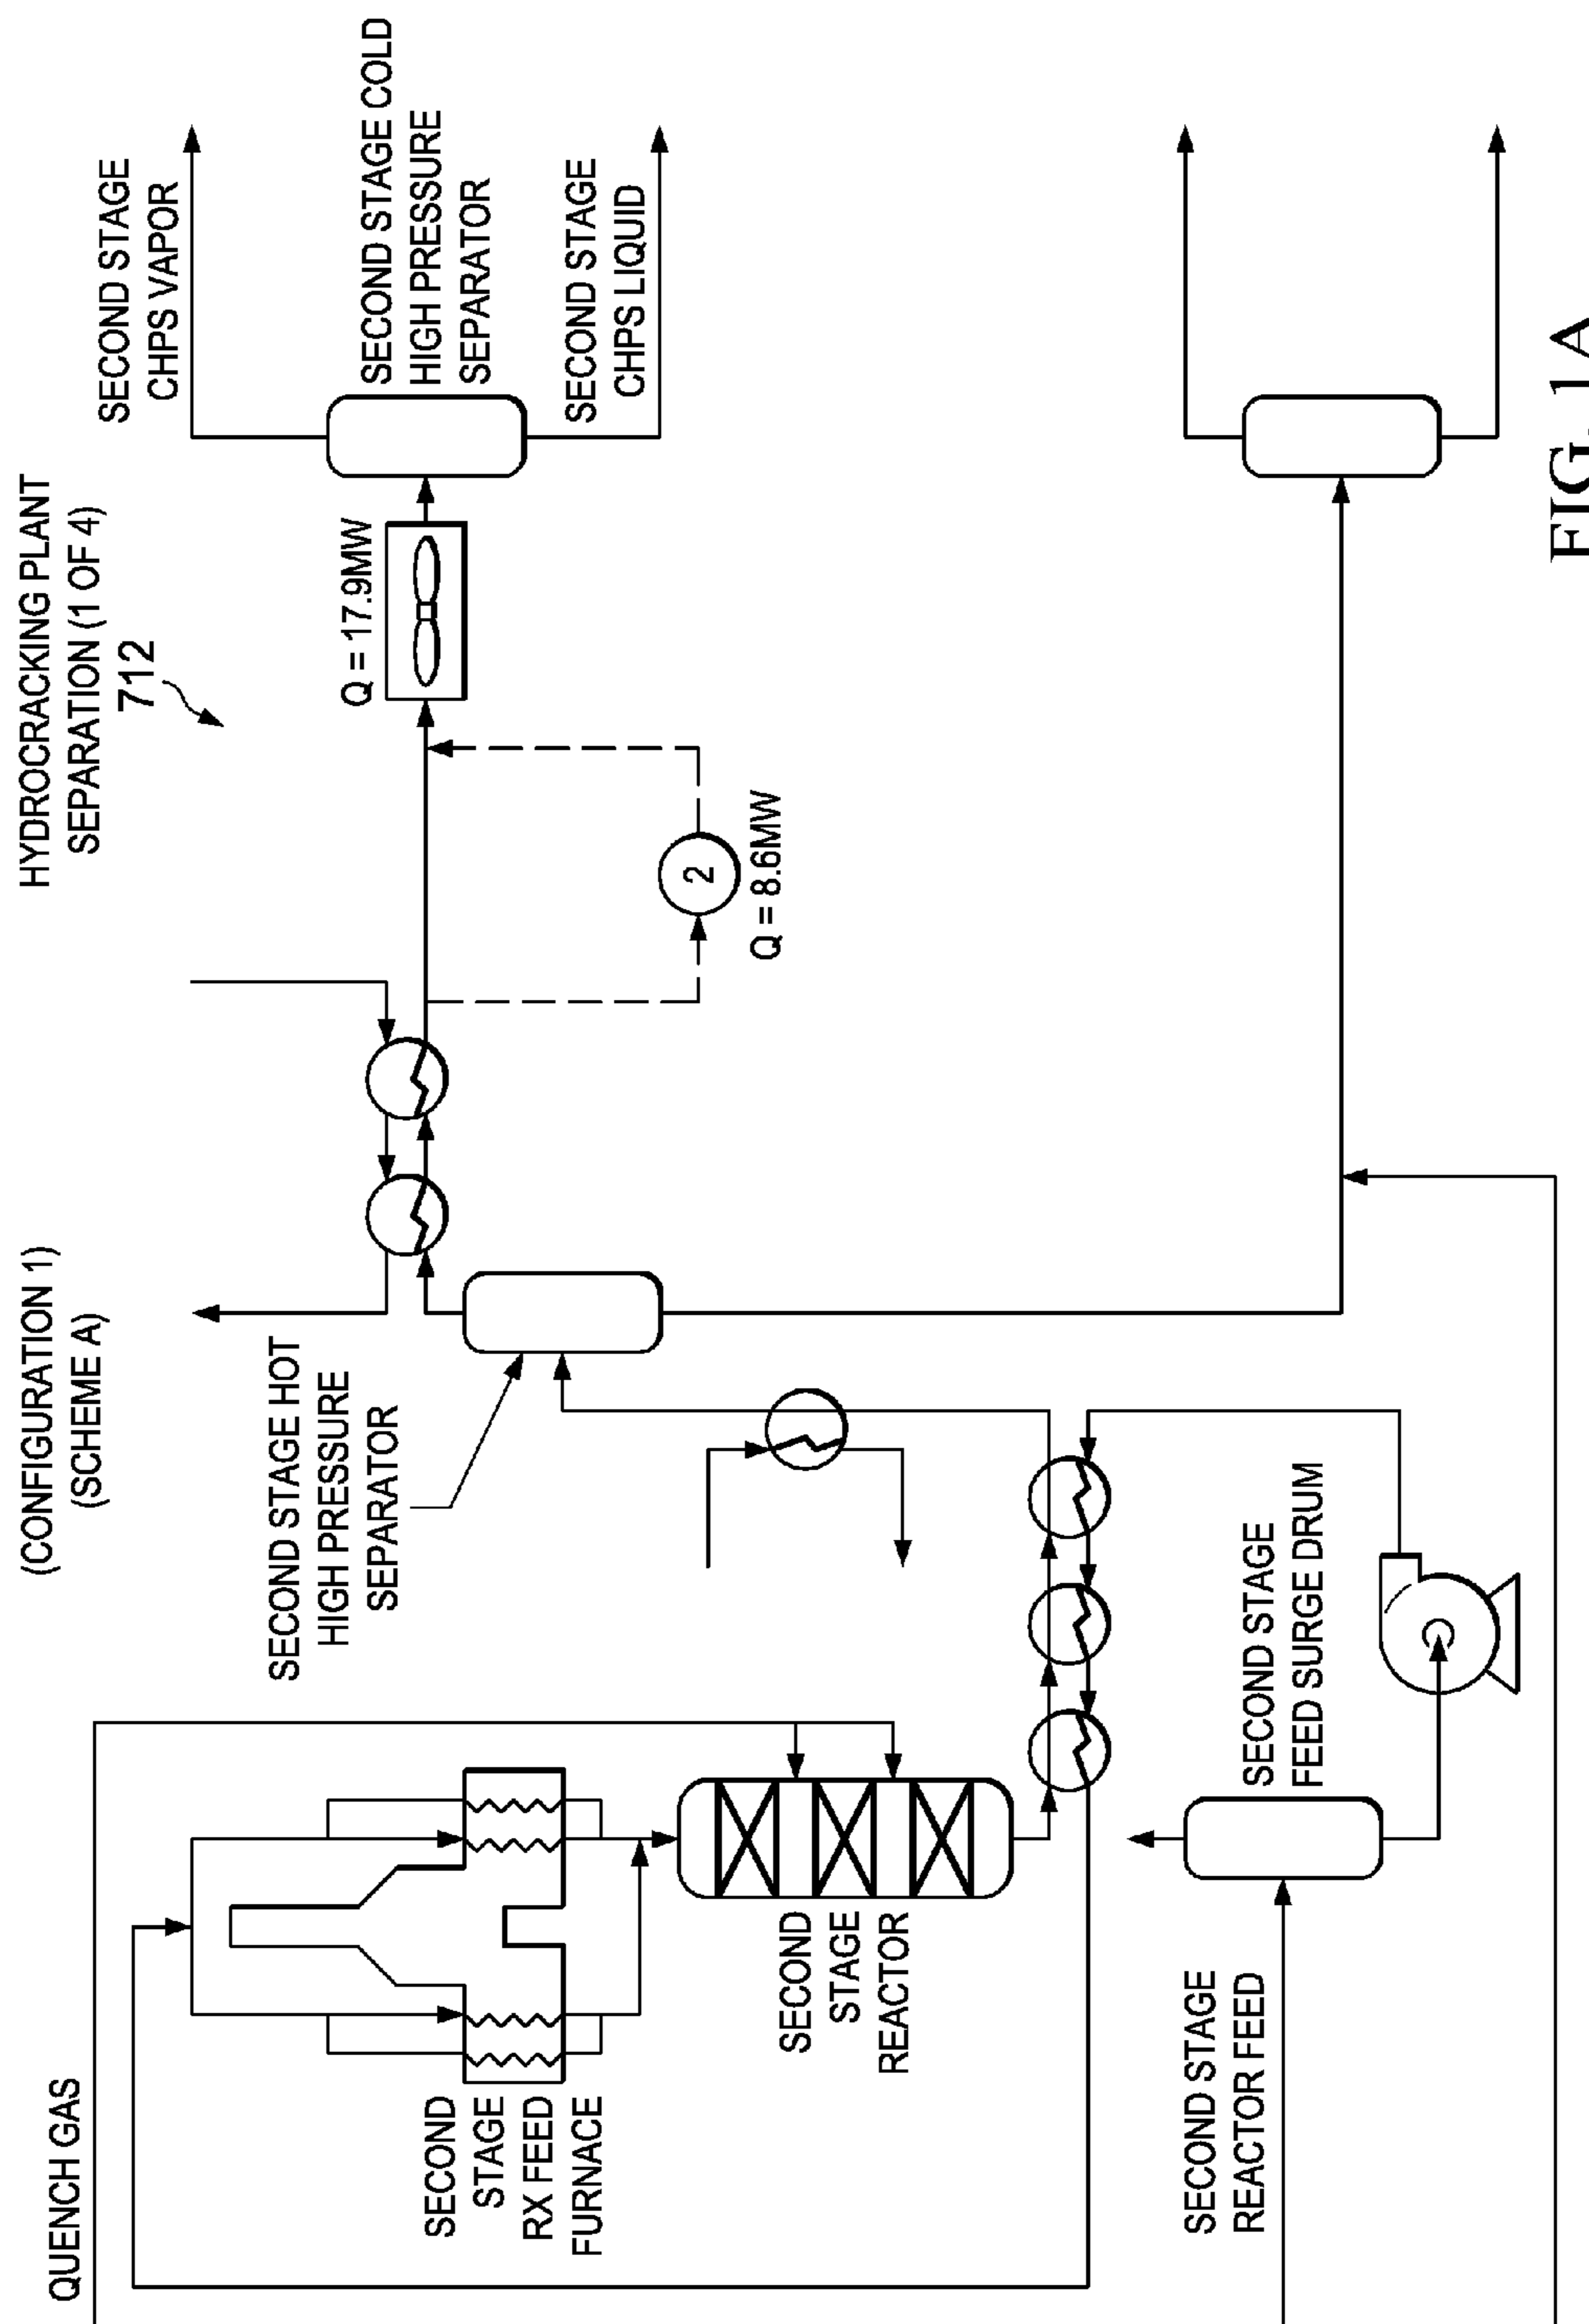 HYDROCRACKING PLANT
SEPARATION (1 OF 4)
712
(CONFIGURATION 1)
(SCHEME A)
QUENCH GAS
SECOND
STAGE
RX FEED
FURNACE
SECOND STAGE HOT
HIGH PRESSURE
SEPARATOR
Q = 17.9MW
SECOND STAGE
CHPS VAPOR
SECOND STAGE COLD
HIGH PRESSURE
SEPARATOR
SECOND STAGE
CHPS LIQUID
2
Q = 8.6MW
SECOND
STAGE
REACTOR
SECOND STAGE
REACTOR FEED
SECOND STAGE
FEED SURGE DRUM
FIG. 1A